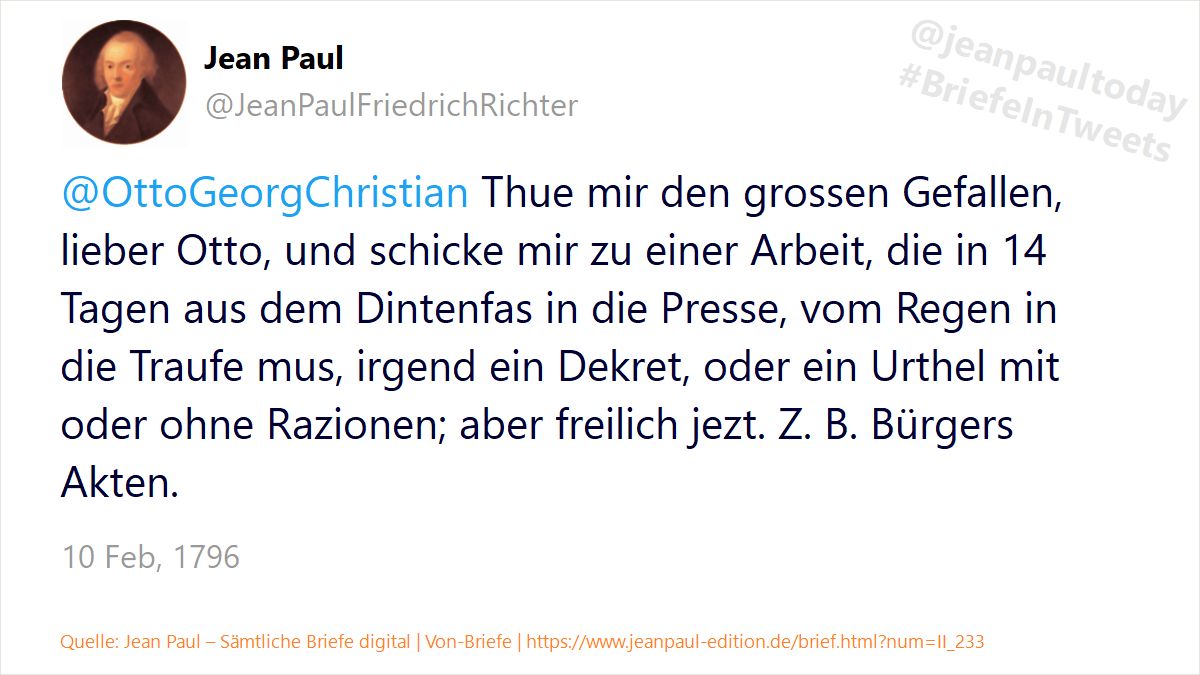 Jean Paul
@JeanPaulFriedrichRichter
@jeanpaultoday
#BriefeInTweets
@OttoGeorgChristian Thue mir den grossen Gefallen,
lieber Otto, und schicke mir zu einer Arbeit, die in 14
Tagen aus dem Dintenfas in die Presse, vom Regen in
die Traufe mus, irgend ein Dekret, oder ein Urthel mit
oder ohne Razionen; aber freilich jezt. Z. B. Bürgers
Akten.
10 Feb, 1796
Quelle: Jean Paul – Sämtliche Briefe digital | Von-Briefe | https://www.jeanpaul-edition.de/brief.html?num=II_233